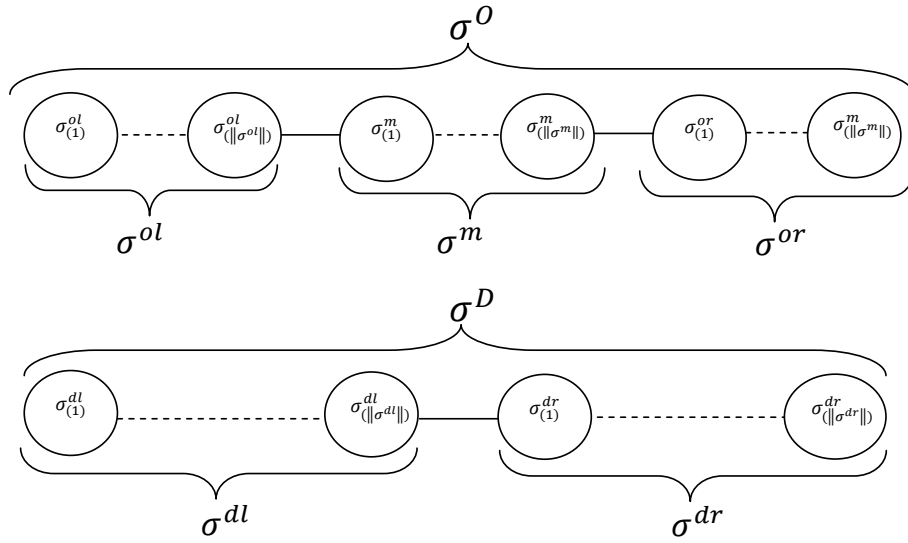 σ^O
σ^{ol}_{(1)} σ^{ol}_{(‖σ^{ol}‖)} σ^m_{(1)} σ^m_{(‖σ^m‖)} σ^{or}_{(1)} σ^m_{(‖σ^m‖)}
σ^{ol} σ^m σ^{or}
σ^D
σ^{dl}_{(1)} σ^{dl}_{(‖σ^{dl}‖)} σ^{dr}_{(1)} σ^{dr}_{(‖σ^{dr}‖)}
σ^{dl} σ^{dr}